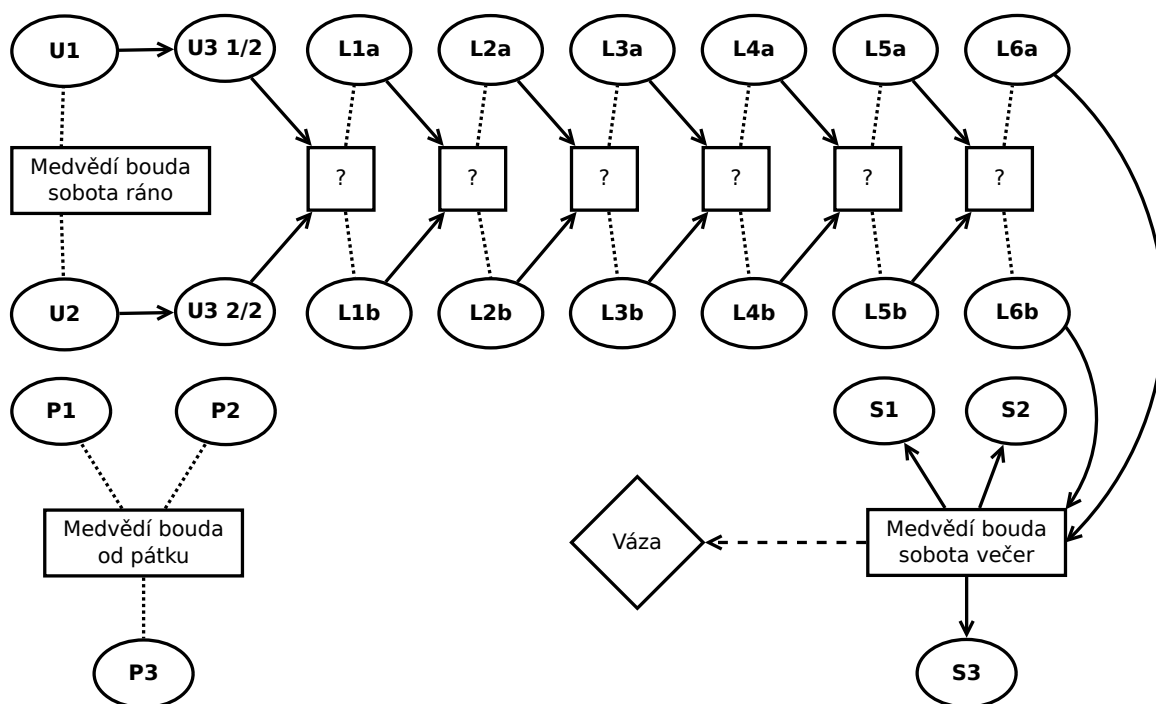 U1
U3 1/2
L1a
L2a
L3a
L4a
L5a
L6a
Medvědí bouda
sobota ráno
?
?
?
?
?
?
U2
U3 2/2
L1b
L2b
L3b
L4b
L5b
L6b
P1
P2
S1
S2
Medvědí bouda
od pátku
Váza
Medvědí bouda
sobota večer
P3
S3